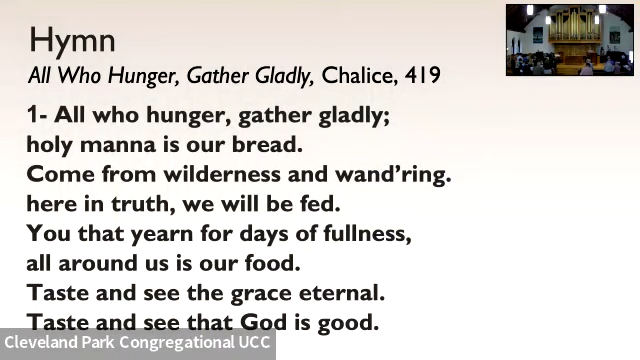 Hymn
All Who Hunger, Gather Gladly, Chalice, 419
1- All who hunger, gather gladly;
holy manna is our bread.
Come from wilderness and wand’ring.
here in truth, we will be fed.
You that yearn for days of fullness,
all around us is our food.
Taste and see the grace eternal.
Taste and see that God is good.
Cleveland Park Congregational UCC